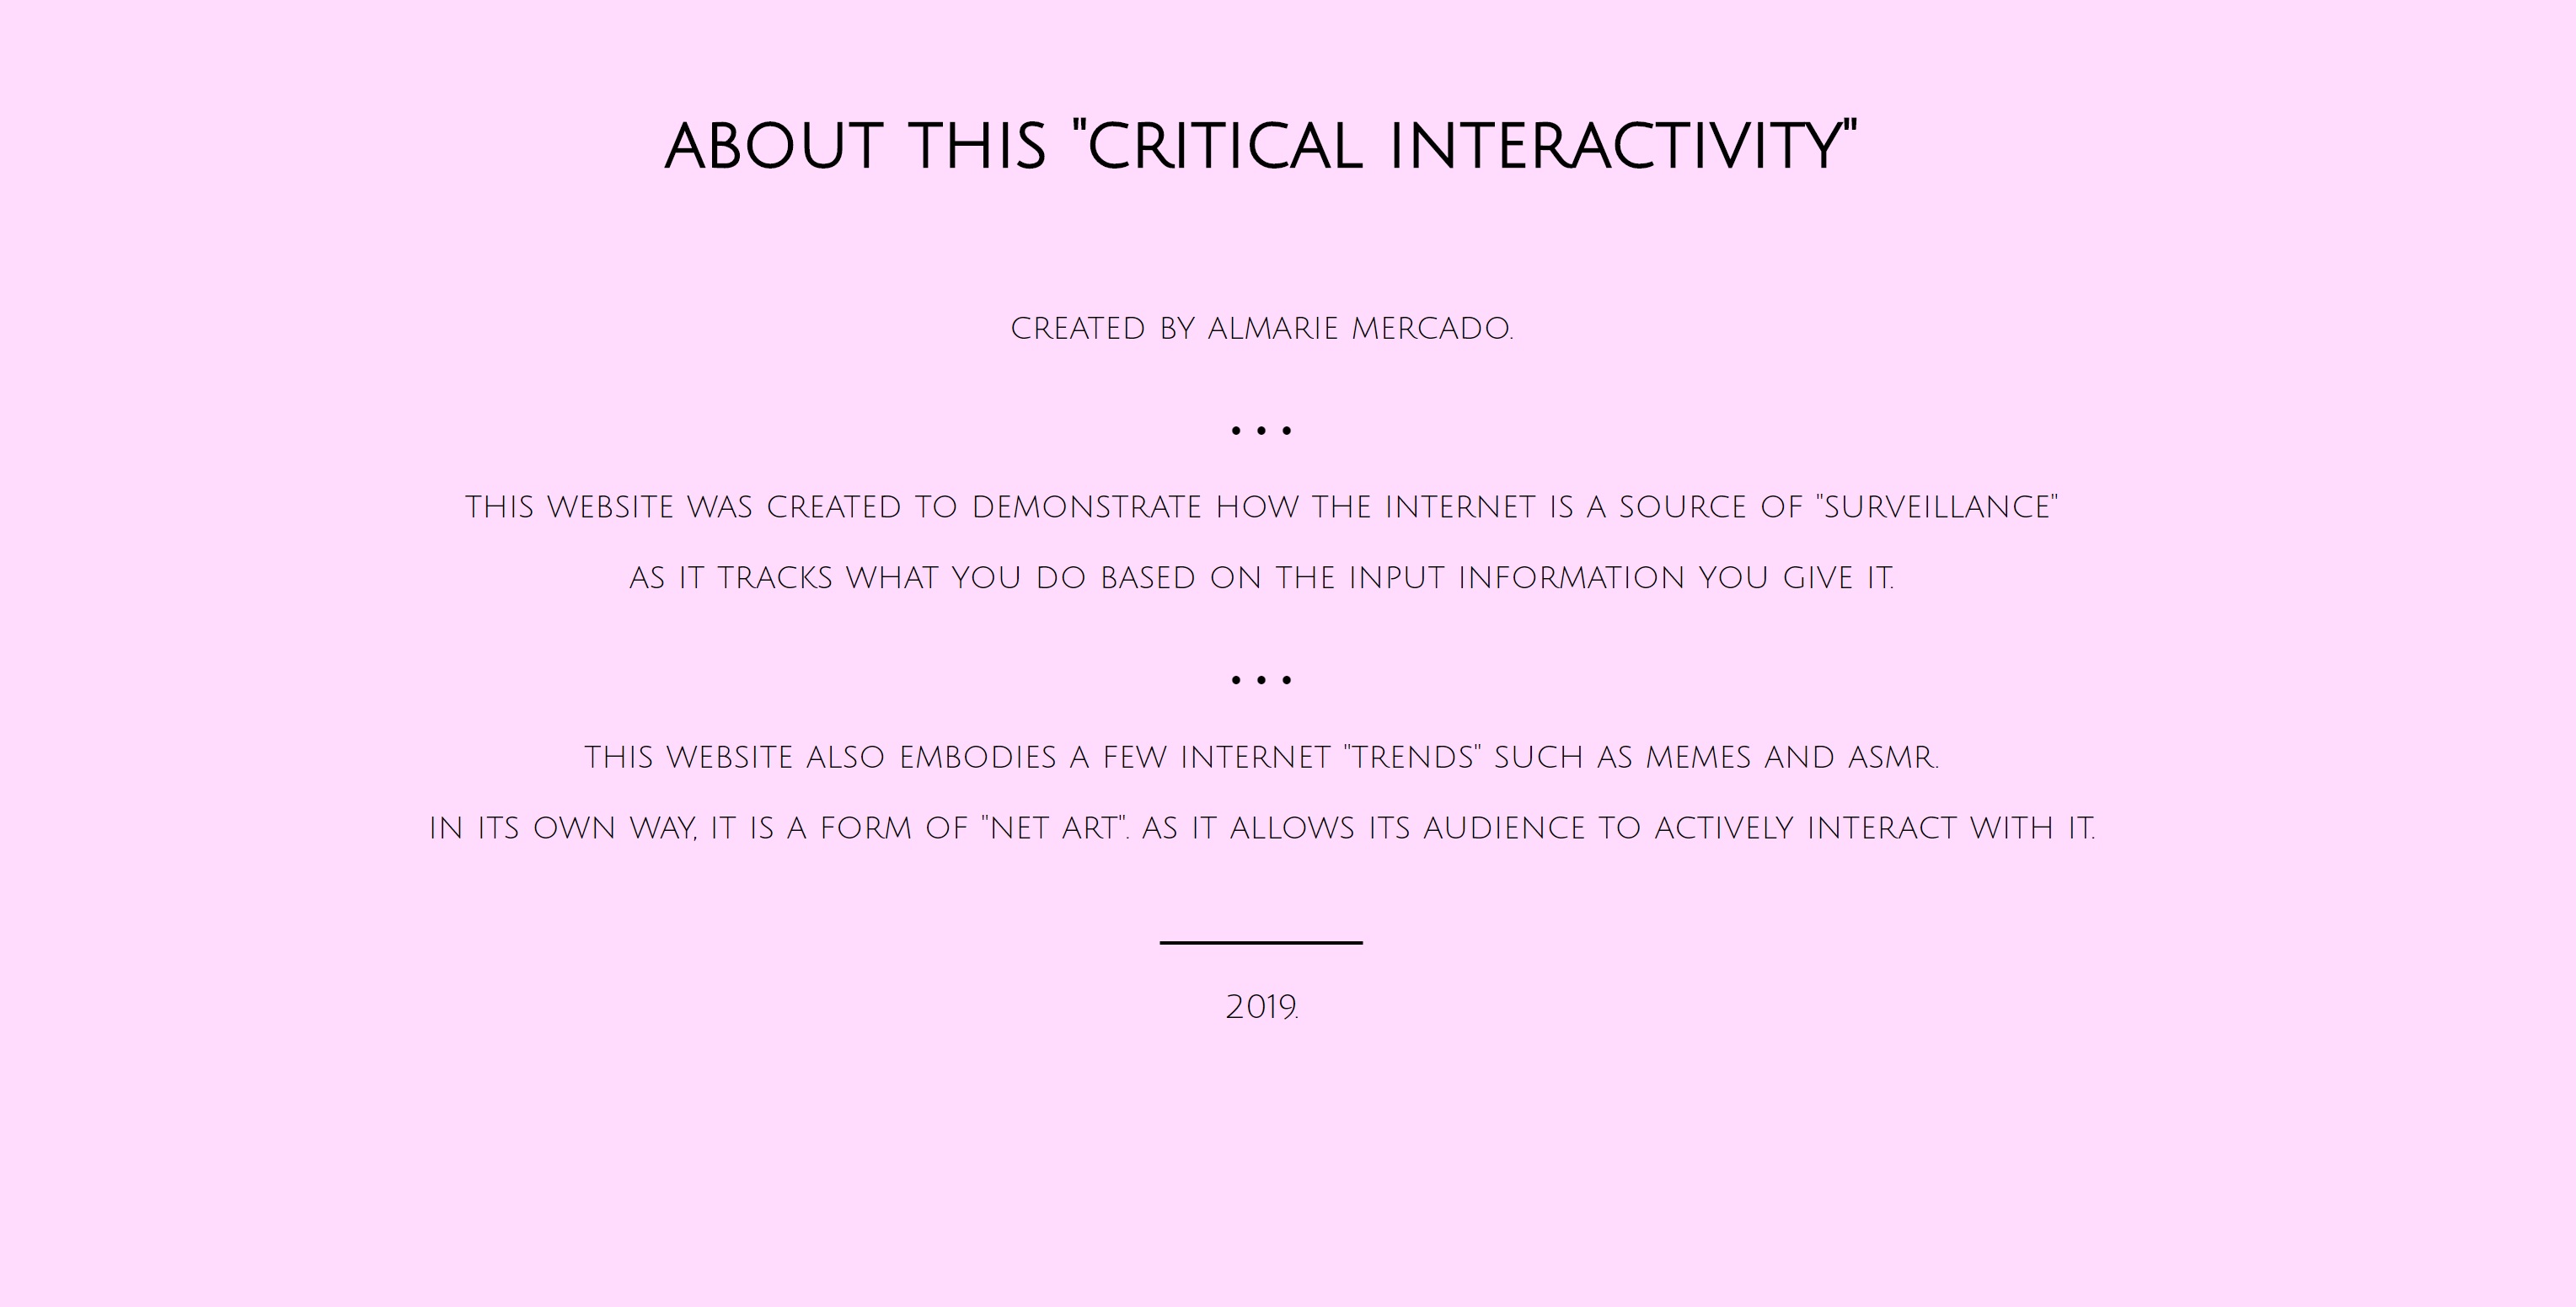 ABOUT THIS "CRITICAL INTERACTIVITY"
CREATED BY ALMARIE MERCADO.
• • •
THIS WEBSITE WAS CREATED TO DEMONSTRATE HOW THE INTERNET IS A SOURCE OF "SURVEILLANCE"
AS IT TRACKS WHAT YOU DO BASED ON THE INPUT INFORMATION YOU GIVE IT.
• • •
THIS WEBSITE ALSO EMBODIES A FEW INTERNET "TRENDS" SUCH AS MEMES AND ASMR.
IN ITS OWN WAY, IT IS A FORM OF "NET ART". AS IT ALLOWS ITS AUDIENCE TO ACTIVELY INTERACT WITH IT.
2019.